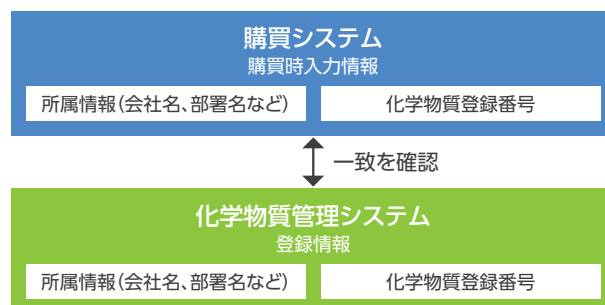 購買システム
購買時入力情報
所属情報(会社名、部署名など)
化学物質登録番号
一致を確認
化学物質管理システム
登録情報
所属情報(会社名、部署名など)
化学物質登録番号